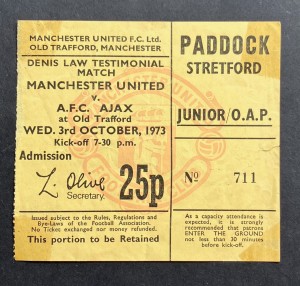 MANCHESTER UNITED F.C. Ltd.
OLD TRAFFORD, MANCHESTER
DENIS LAW TESTIMONIAL
MATCH
MANCHESTER UNITED
v.
A.F.C. AJAX
at Old Trafford
WED. 3rd OCTOBER, 1973
Kick-off 7-30 p.m.
Admission
L. Olive
Secretary.
25p
Issued subject to the Rules, Regulations and
Bye-Laws of the Football Association.
No Ticket exchanged nor money refunded.
This portion to be Retained
PADDOCK
STRETFORD
JUNIOR/O.A.P.
Nº 711
As a capacity attendance is
expected, it is strongly
recommended that patrons
ENTER THE GROUND
not less than 30 minutes
before kick-off.